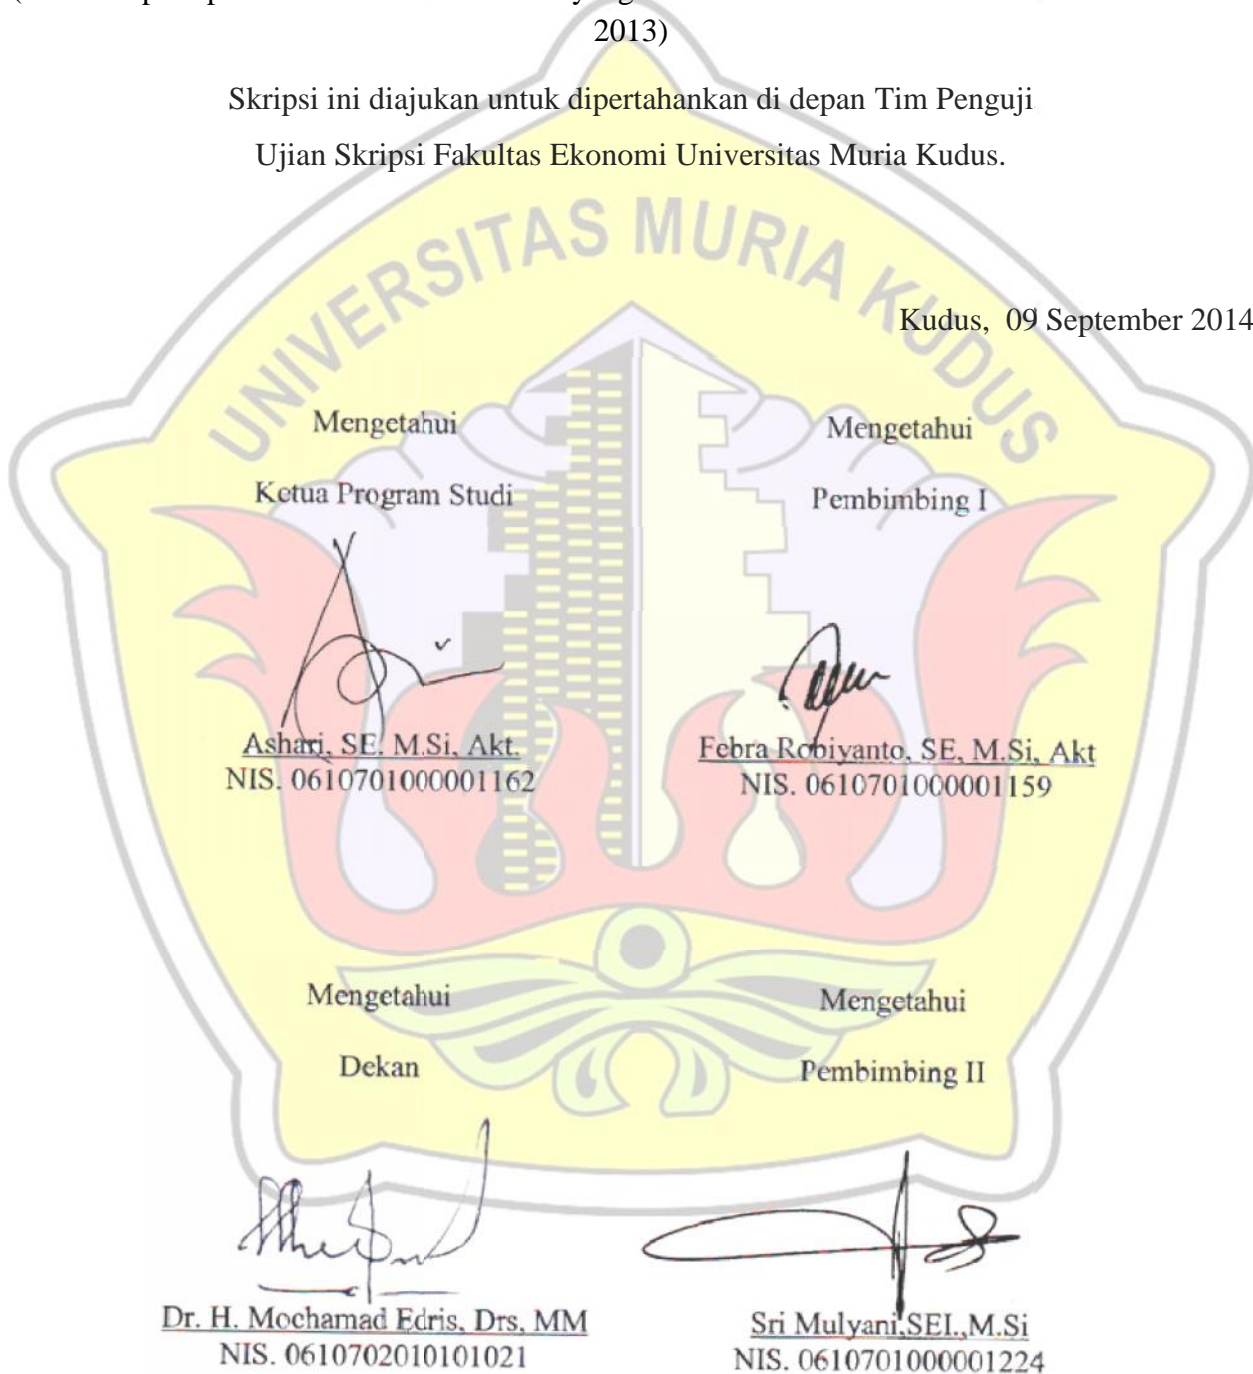 2013)
Skripsi ini diajukan untuk dipertahankan di depan Tim Penguji
Ujian Skripsi Fakultas Ekonomi Universitas Muria Kudus.
UNIVERSITAS MURIA KUDUS
Kudus, 09 September 2014
Mengetahui
Ketua Program Studi
Ashari, SE. M.Si, Akt.
NIS. 0610701000001162
Mengetahui
Pembimbing I
Febra Robiyanto, SE, M.Si, Akt
NIS. 0610701000001159
Mengetahui
Dekan
Dr. H. Mochamad Edris, Drs, MM
NIS. 0610702010101021
Mengetahui
Pembimbing II
Sri Mulyani,SEI.,M.Si
NIS. 0610701000001224